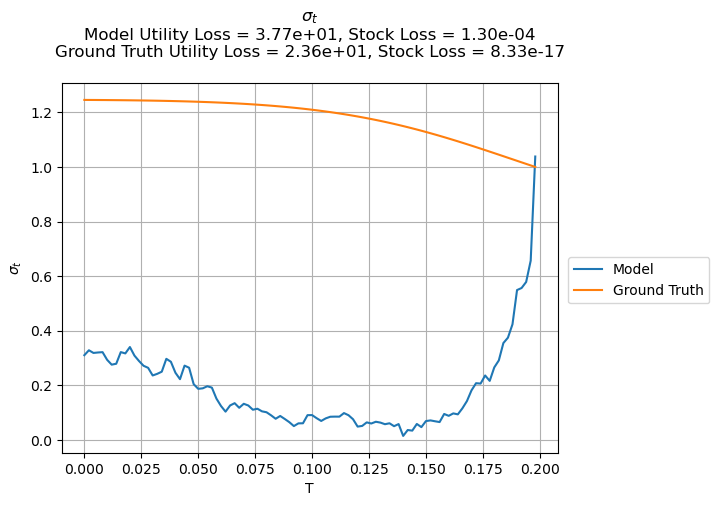 σt
Model Utility Loss = 3.77e+01, Stock Loss = 1.30e-04
Ground Truth Utility Loss = 2.36e+01, Stock Loss = 8.33e-17
1.2
1.0
0.8
0.6
0.4
0.2
0.0
σt
0.000 0.025 0.050 0.075 0.100 0.125 0.150 0.175 0.200
T
Model
Ground Truth